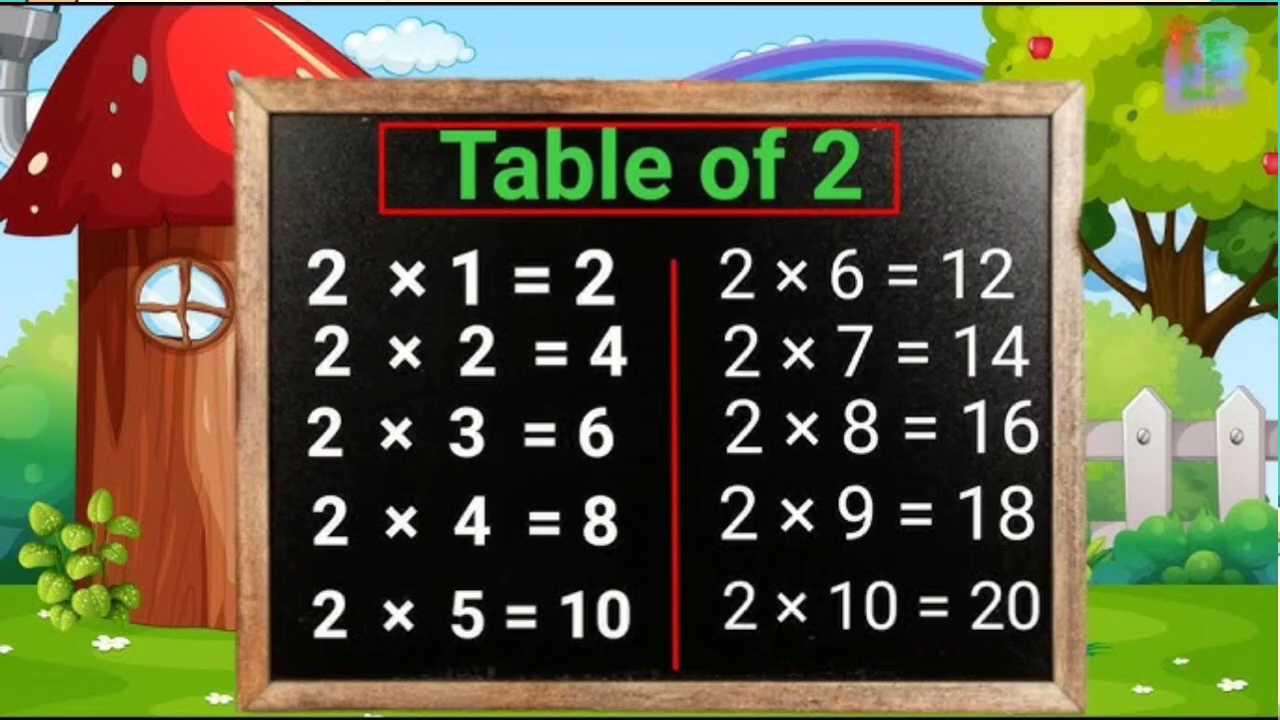 Table of 2
2 × 1 = 2
2 × 2 = 4
2 × 3 = 6
2 × 4 = 8
2 × 5 = 10
2 × 6 = 12
2 × 7 = 14
2 × 8 = 16
2 × 9 = 18
2 × 10 = 20